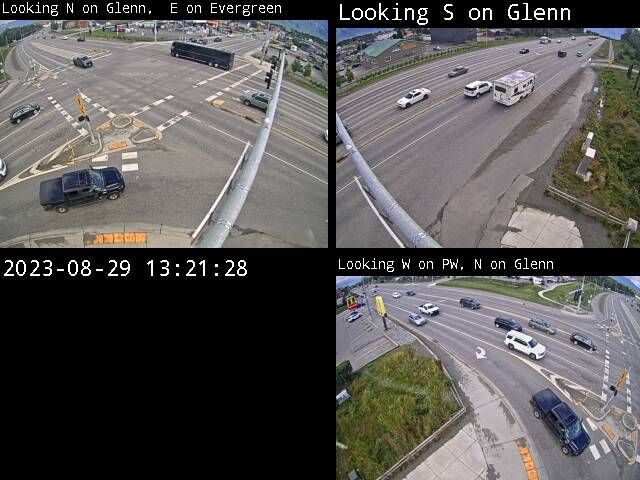 Looking N on Glenn, E on Evergreen
Looking S on Glenn
2023-08-29 13:21:28
Looking W on PW, N on Glenn